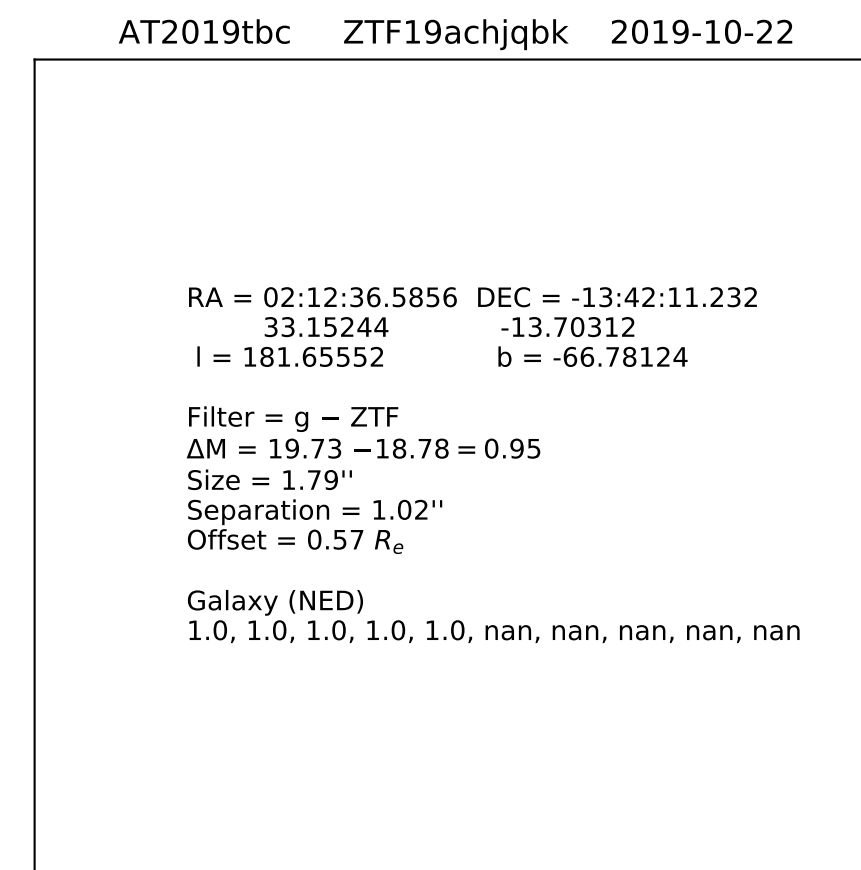 AT2019tbc ZTF19achjqbk 2019-10-22
RA = 02:12:36.5856 DEC = -13:42:11.232
33.15244 -13.70312
l = 181.65552 b = -66.78124
Filter = g − ZTF
ΔM = 19.73 −18.78 = 0.95
Size = 1.79''
Separation = 1.02''
Offset = 0.57 Re
Galaxy (NED)
1.0, 1.0, 1.0, 1.0, 1.0, nan, nan, nan, nan, nan